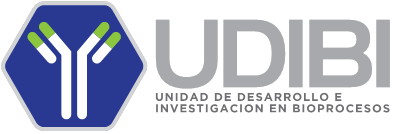 UDIBI
UNIDAD DE DESARROLLO E
INVESTIGACION EN BIOPROCESOS